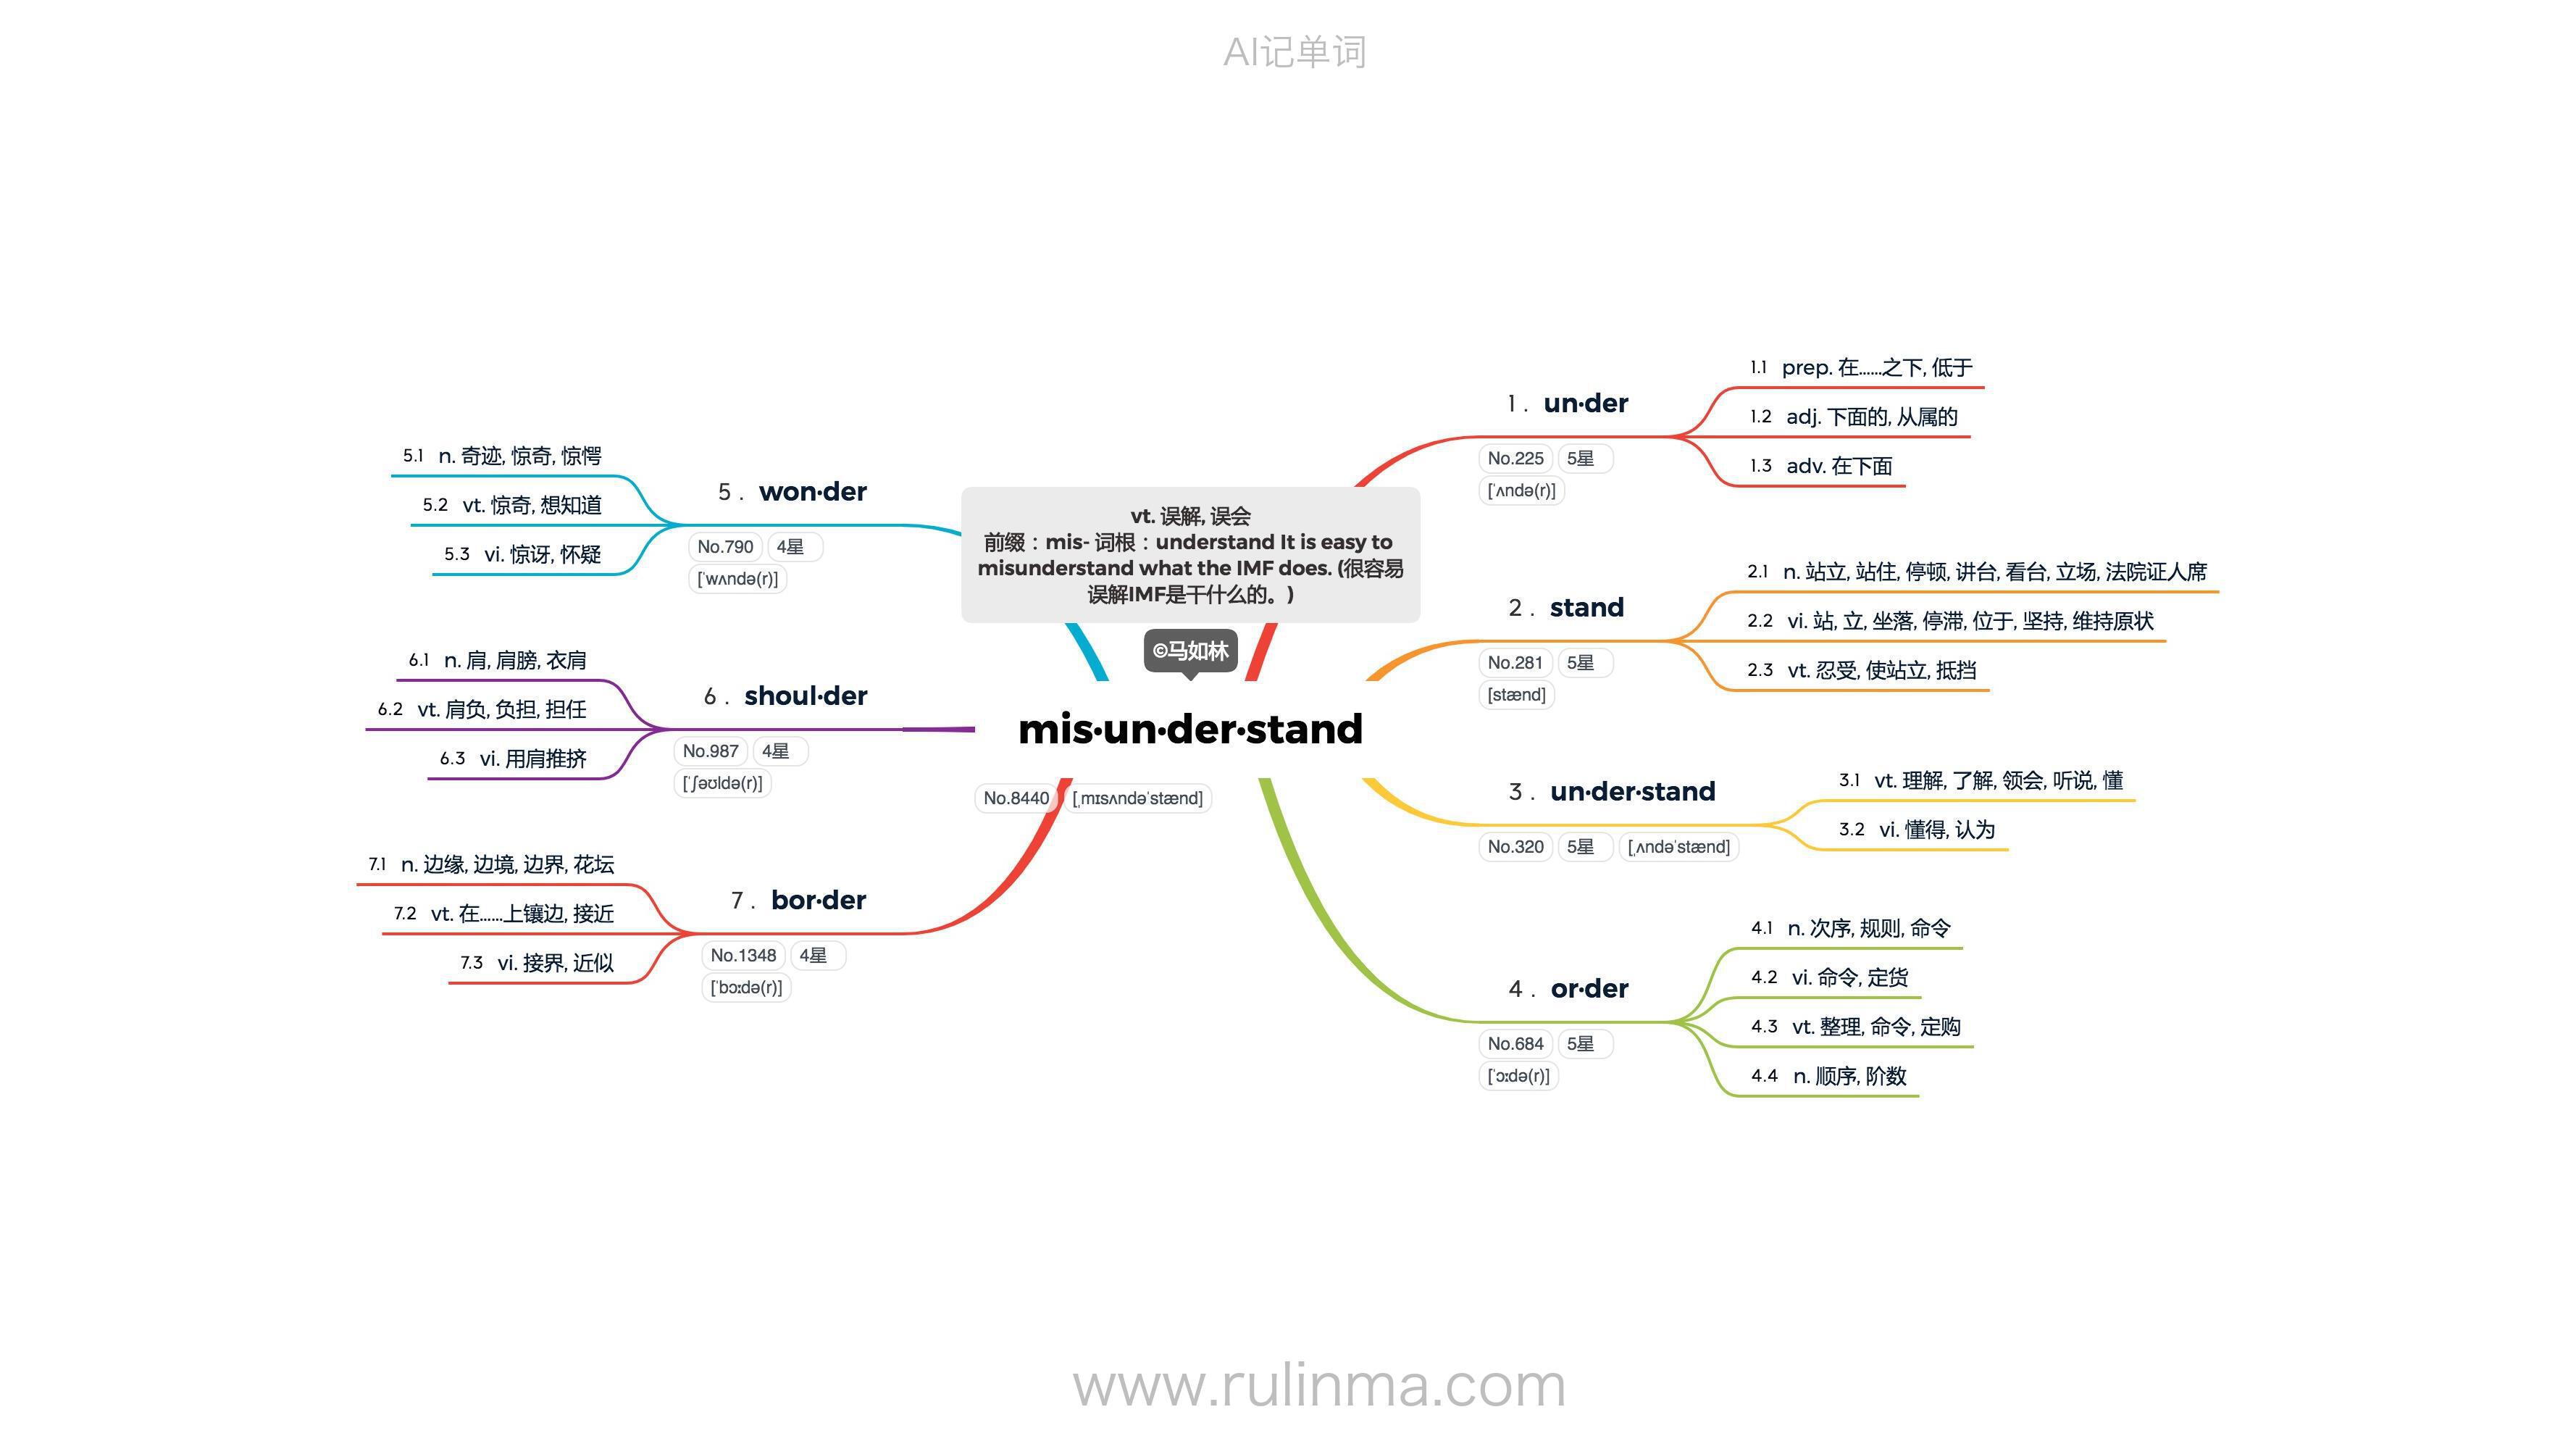 AI记单词
vt. 误解, 误会
前缀：mis- 词根：understand It is easy to
misunderstand what the IMF does. (很容易
误解IMF是干什么的。)
©马如林
mis·un·der·stand
No.8440 [ˌmɪsʌndəˈstænd]
1. un·der
No.225 5星
[ˈʌndə(r)]
1.1 prep. 在……之下, 低于
1.2 adj. 下面的, 从属的
1.3 adv. 在下面
2. stand
No.281 5星
[stænd]
2.1 n. 站立, 站住, 停顿, 讲台, 看台, 立场, 法院证人席
2.2 vi. 站, 立, 坐落, 停滞, 位于, 坚持, 维持原状
2.3 vt. 忍受, 使站立, 抵挡
3. un·der·stand
No.320 5星 [ˌʌndəˈstænd]
3.1 vt. 理解, 了解, 领会, 听说, 懂
3.2 vi. 懂得, 认为
4. or·der
No.684 5星
[ˈɔːdə(r)]
4.1 n. 次序, 规则, 命令
4.2 vi. 命令, 定货
4.3 vt. 整理, 命令, 定购
4.4 n. 顺序, 阶数
5. won·der
No.790 4星
[ˈwʌndə(r)]
5.1 n. 奇迹, 惊奇, 惊愕
5.2 vt. 惊奇, 想知道
5.3 vi. 惊讶, 怀疑
6. shoul·der
No.987 4星
[ˈʃəʊldə(r)]
6.1 n. 肩, 肩膀, 衣肩
6.2 vt. 肩负, 负担, 担任
6.3 vi. 用肩推挤
7. bor·der
No.1348 4星
[ˈbɔːdə(r)]
7.1 n. 边缘, 边境, 边界, 花坛
7.2 vt. 在……上镶边, 接近
7.3 vi. 接界, 近似
www.rulinma.com